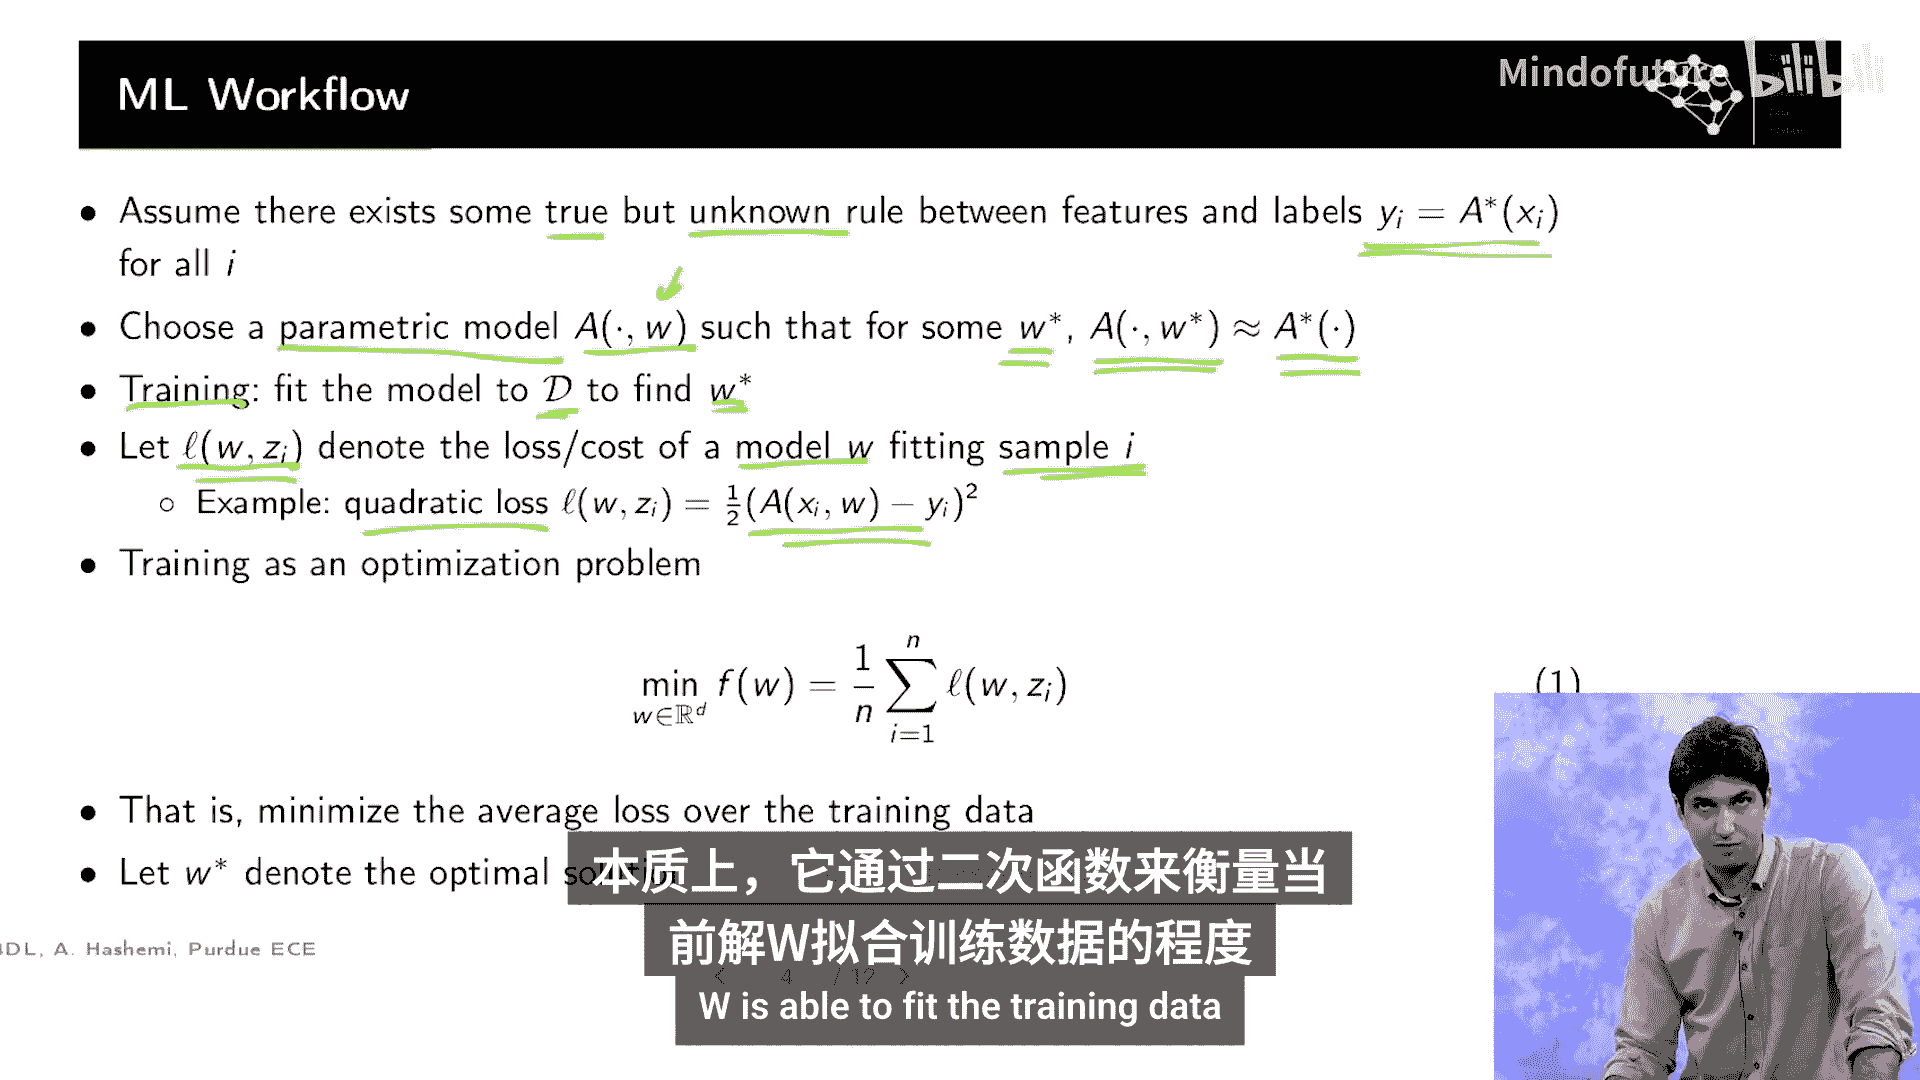 ML Workflow
Mindofuture
bilibili
• Assume there exists some true but unknown rule between features and labels yᵢ = A*(xᵢ)
for all i
• Choose a parametric model A(·, w) such that for some w*, A(·, w*) ≈ A*(·)
• Training: fit the model to 𝒟 to find w*
• Let ℓ(w, zᵢ) denote the loss/cost of a model w fitting sample i
○ Example: quadratic loss ℓ(w, zᵢ) = ½(A(xᵢ, w) − yᵢ)²
• Training as an optimization problem
min_{w∈ℝᵈ} f(w) = 1/n ∑_{i=1}^{n} ℓ(w, zᵢ) (1)
• That is, minimize the average loss over the training data
• Let w* denote the optimal
本质上，它通过二次函数来衡量当
前解W拟合训练数据的程度
W is able to fit the training data
A. Hashemi, Purdue ECE
4 / 12